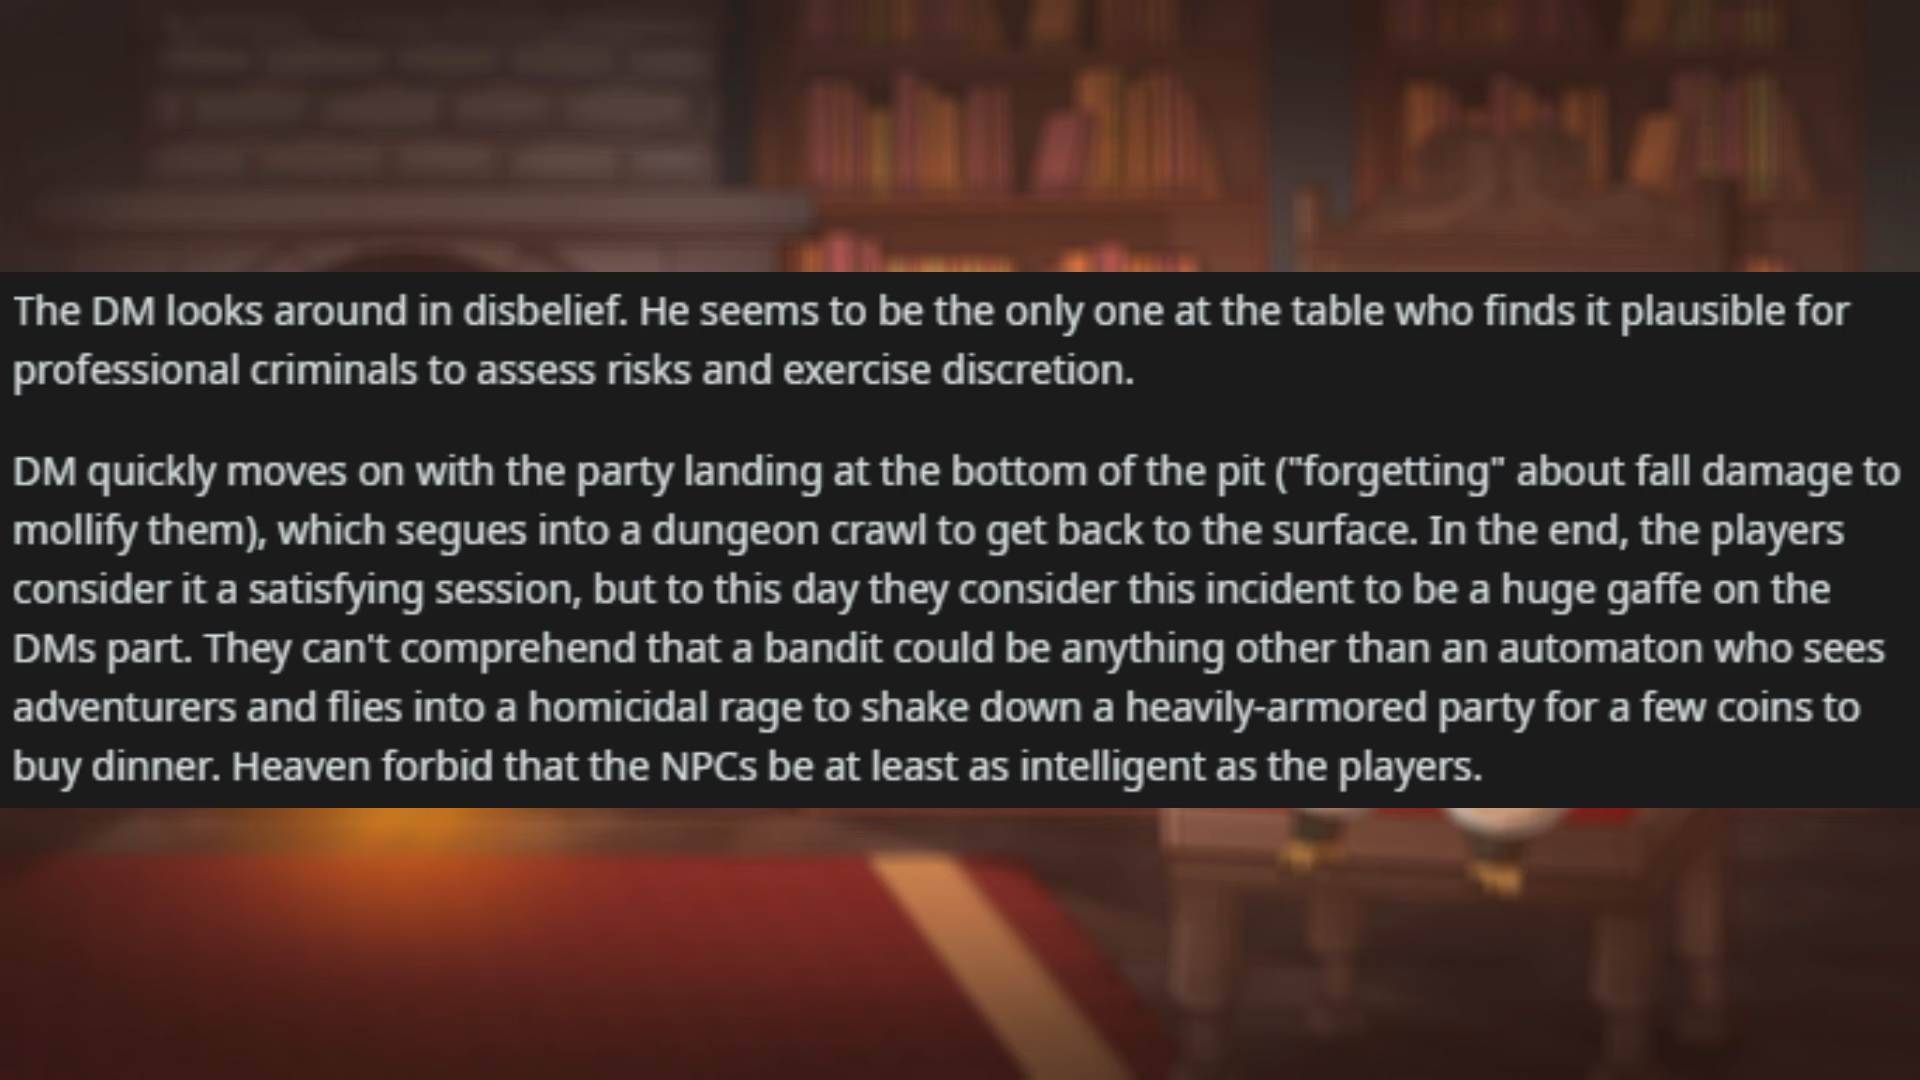 The DM looks around in disbelief. He seems to be the only one at the table who finds it plausible for
professional criminals to assess risks and exercise discretion.
DM quickly moves on with the party landing at the bottom of the pit ("forgetting" about fall damage to
mollify them), which segues into a dungeon crawl to get back to the surface. In the end, the players
consider it a satisfying session, but to this day they consider this incident to be a huge gaffe on the
DMs part. They can't comprehend that a bandit could be anything other than an automaton who sees
adventurers and flies into a homicidal rage to shake down a heavily-armored party for a few coins to
buy dinner. Heaven forbid that the NPCs be at least as intelligent as the players.